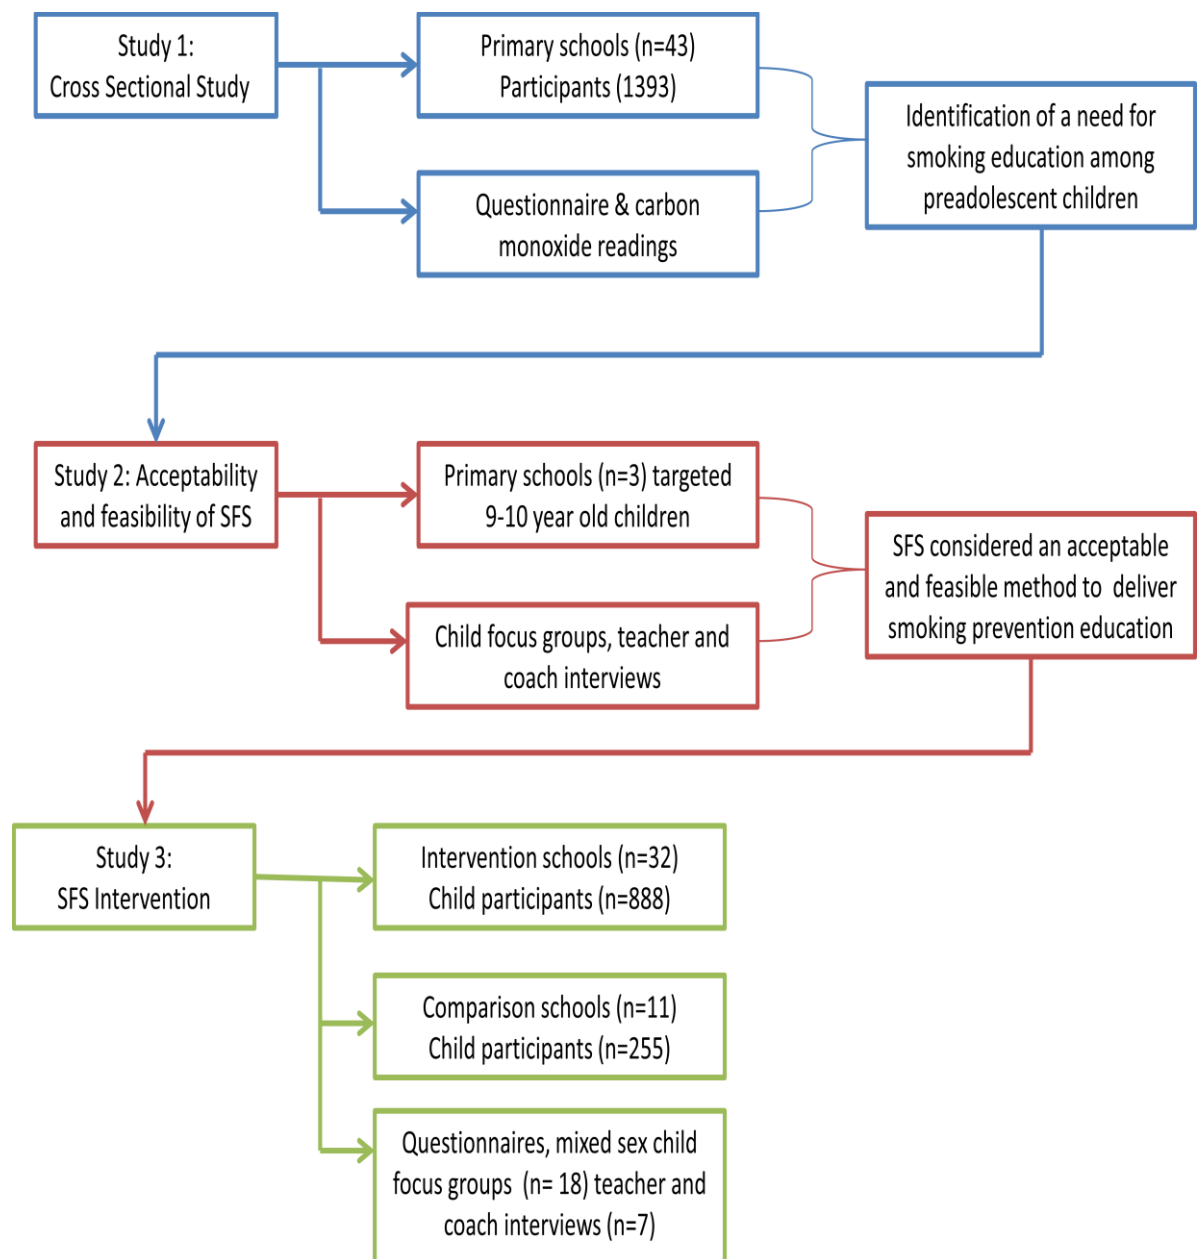 Study 1:
Cross Sectional Study
Primary schools (n=43)
Participants (1393)
Questionnaire & carbon
monoxide readings
Identification of a need for
smoking education among
preadolescent children
Study 2: Acceptability
and feasibility of SFS
Primary schools (n=3) targeted
9-10 year old children
Child focus groups, teacher and
coach interviews
SFS considered an acceptable
and feasible method to  deliver
smoking prevention education
Study 3:
SFS Intervention
Intervention schools (n=32)
Child participants (n=888)
Comparison schools (n=11)
Child participants (n=255)
Questionnaires, mixed sex child
focus groups  (n= 18) teacher and
coach interviews (n=7)